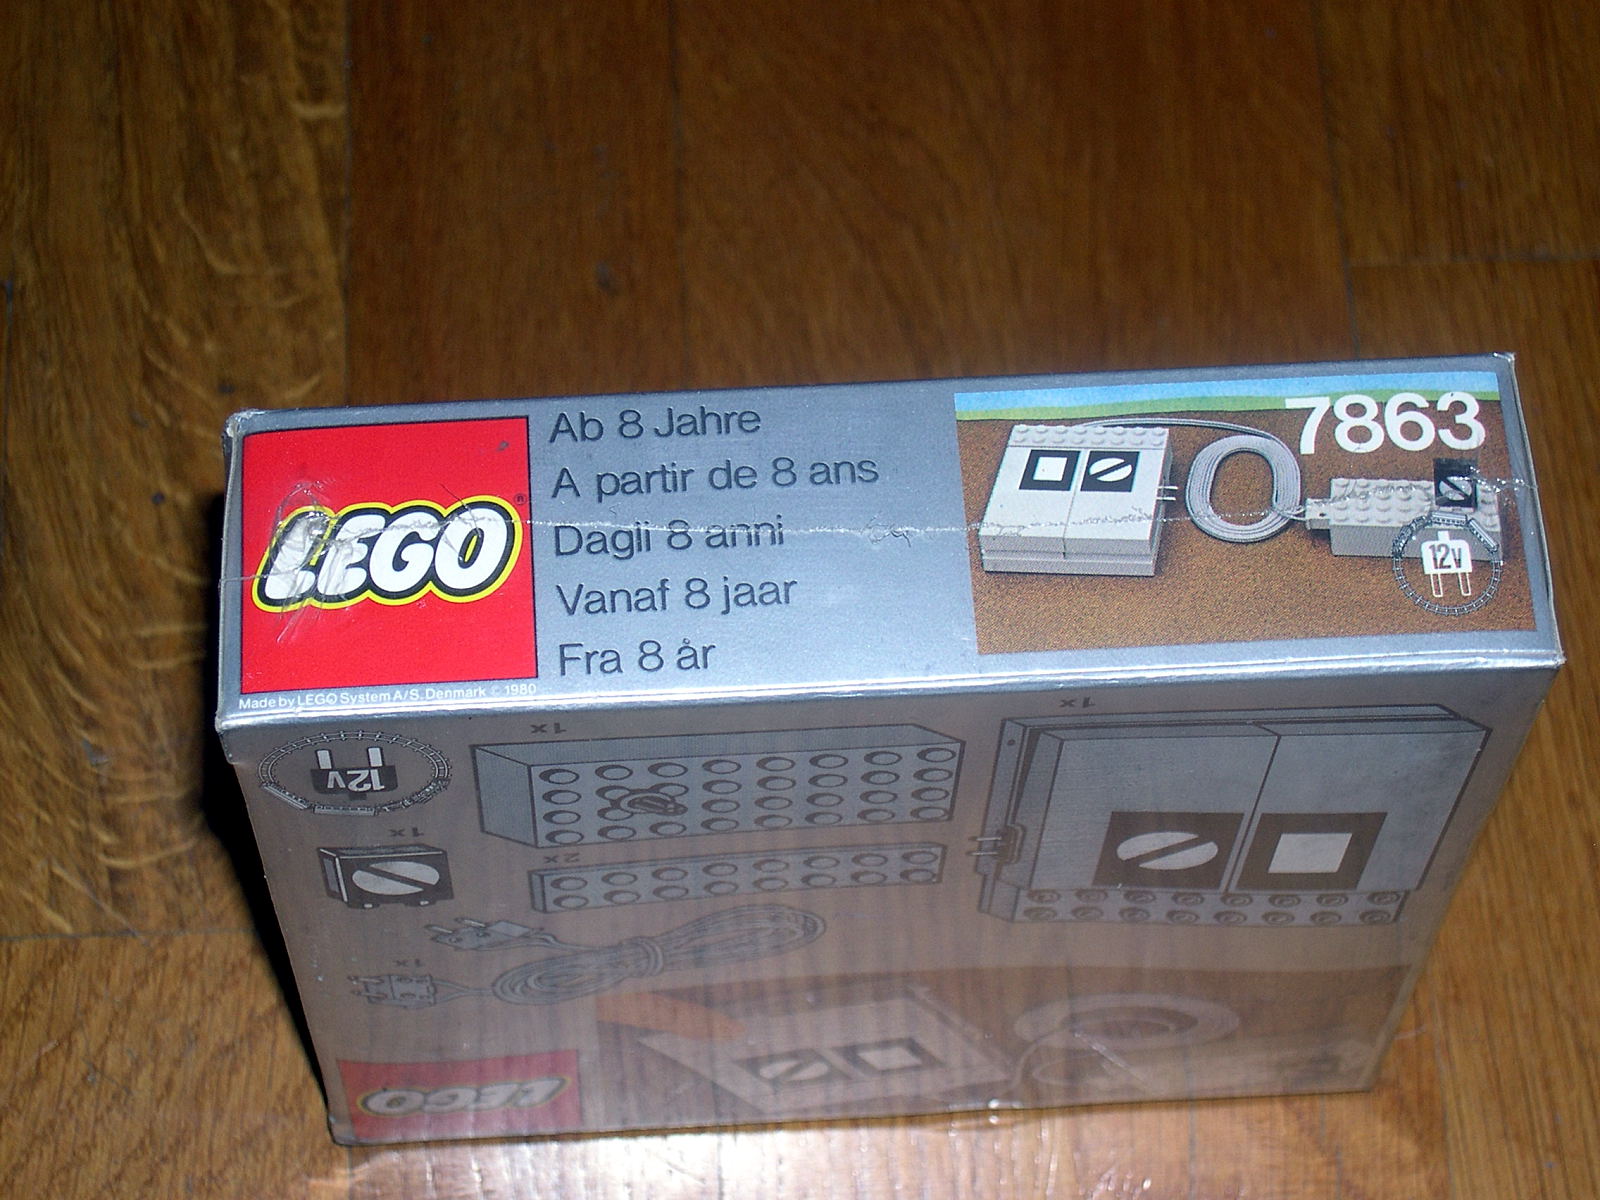 LEGO®
Ab 8 Jahre
A partir de 8 ans
Dagli 8 anni
Vanaf 8 jaar
Fra 8 år
Made by LEGO System A/S. Denmark © 1980
7863
12v
12v
1x
1x
1x
2x
1x
LEGO